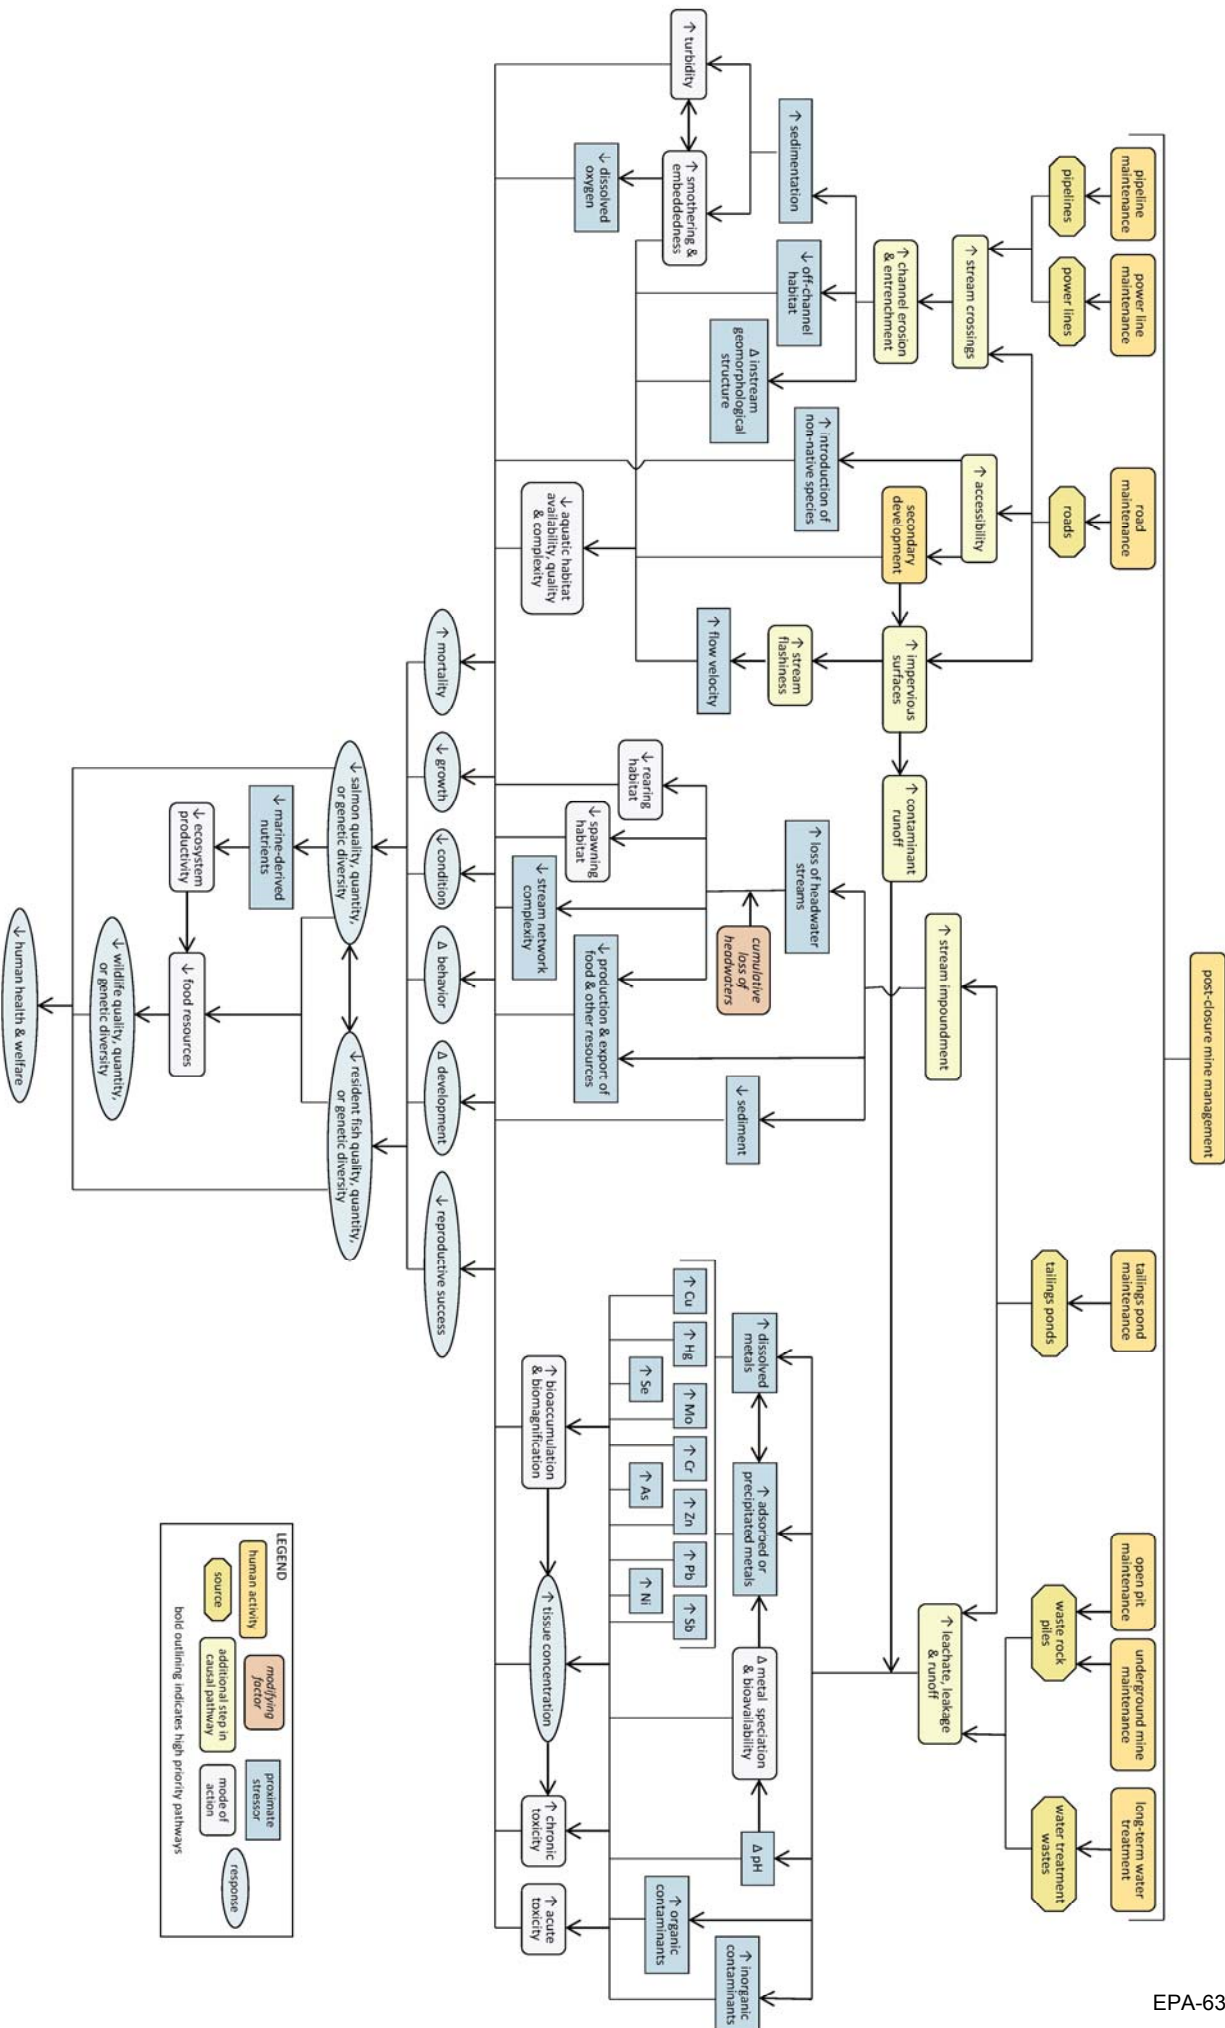 post-closure mine management
pipeline
maintenance
power line
maintenance
road
maintenance
tailings pond
maintenance
open pit
maintenance
underground mine
maintenance
long-term water
treatment
pipelines
power lines
roads
tailings ponds
waste rock
piles
water treatment
wastes
↑ stream crossings
↑ accessibility
↑ stream impoundment
↑ leachate, leakage
& runoff
↑ channel erosion
& entrenchment
secondary
development
↑ impervious
surfaces
↑ contaminant
runoff
↑ sedimentation
↓ off-channel
habitat
Δ instream
geomorphological
structure
↑ introduction of
non-native species
↑ stream
flashiness
↑ flow velocity
↑ loss of headwater
streams
cumulative
loss of
headwaters
↓ sediment
↑ dissolved
metals
↑ adsorbed or
precipitated metals
Δ metal speciation
& bioavailability
Δ pH
↑ organic
contaminants
↑ inorganic
contaminants
↑ turbidity
↑ smothering &
embeddedness
↓ dissolved
oxygen
↓ aquatic habitat
availability, quality
& complexity
↓ rearing
habitat
↓ spawning
habitat
↓ stream network
complexity
↓ production & export of
food & other resources
↑ Cu
↑ Hg
↑ Se
↑ Mo
↑ Cr
↑ As
↑ Zn
↑ Pb
↑ Ni
↑ Sb
↑ bioaccumulation
& biomagnification
↑ tissue concentration
↑ chronic
toxicity
↑ acute
toxicity
↑ mortality
↓ growth
↓ condition
Δ behavior
Δ development
↓ reproductive success
↓ salmon quality, quantity,
or genetic diversity
↓ resident fish quality, quantity,
or genetic diversity
↓ marine-derived
nutrients
↓ ecosystem
productivity
↓ food resources
↓ wildlife quality, quantity,
or genetic diversity
↓ human health & welfare
LEGEND
human activity
modifying
factor
proximate
stressor
source
additional step in
causal pathway
mode of
action
response
bold outlining indicates high priority pathways
EPA-63